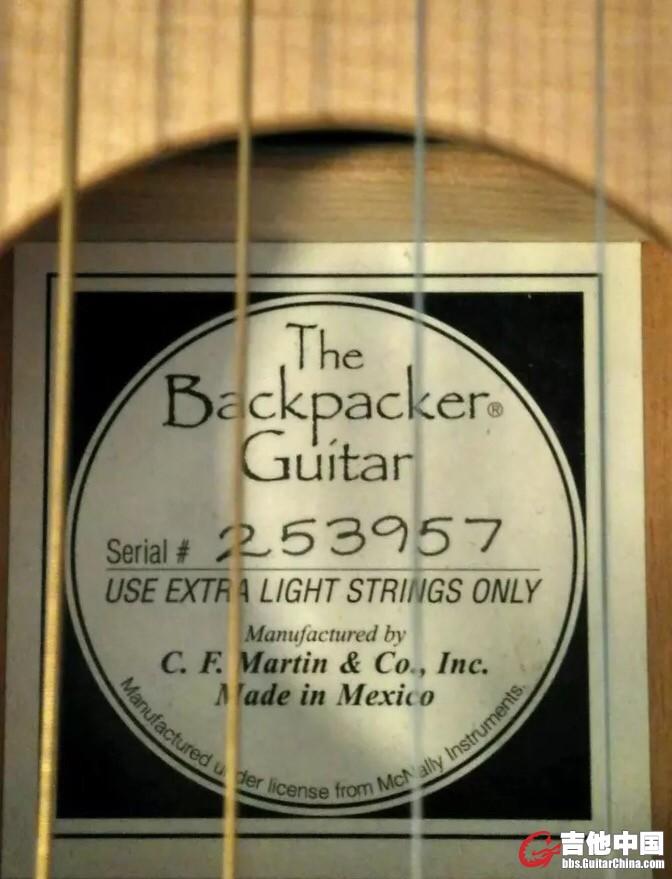 The
Backpacker®
Guitar
Serial # 253957
USE EXTRA LIGHT STRINGS ONLY
Manufactured by
C. F. Martin & Co., Inc.
Made in Mexico
Manufactured under license from McNally Instruments.
吉他中国
bbs.GuitarChina.com